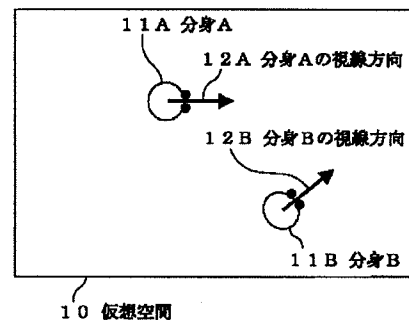 １１Ａ 分身Ａ
１２Ａ 分身Ａの視線方向
１２Ｂ 分身Ｂの視線方向
１１Ｂ 分身Ｂ
１０ 仮想空間